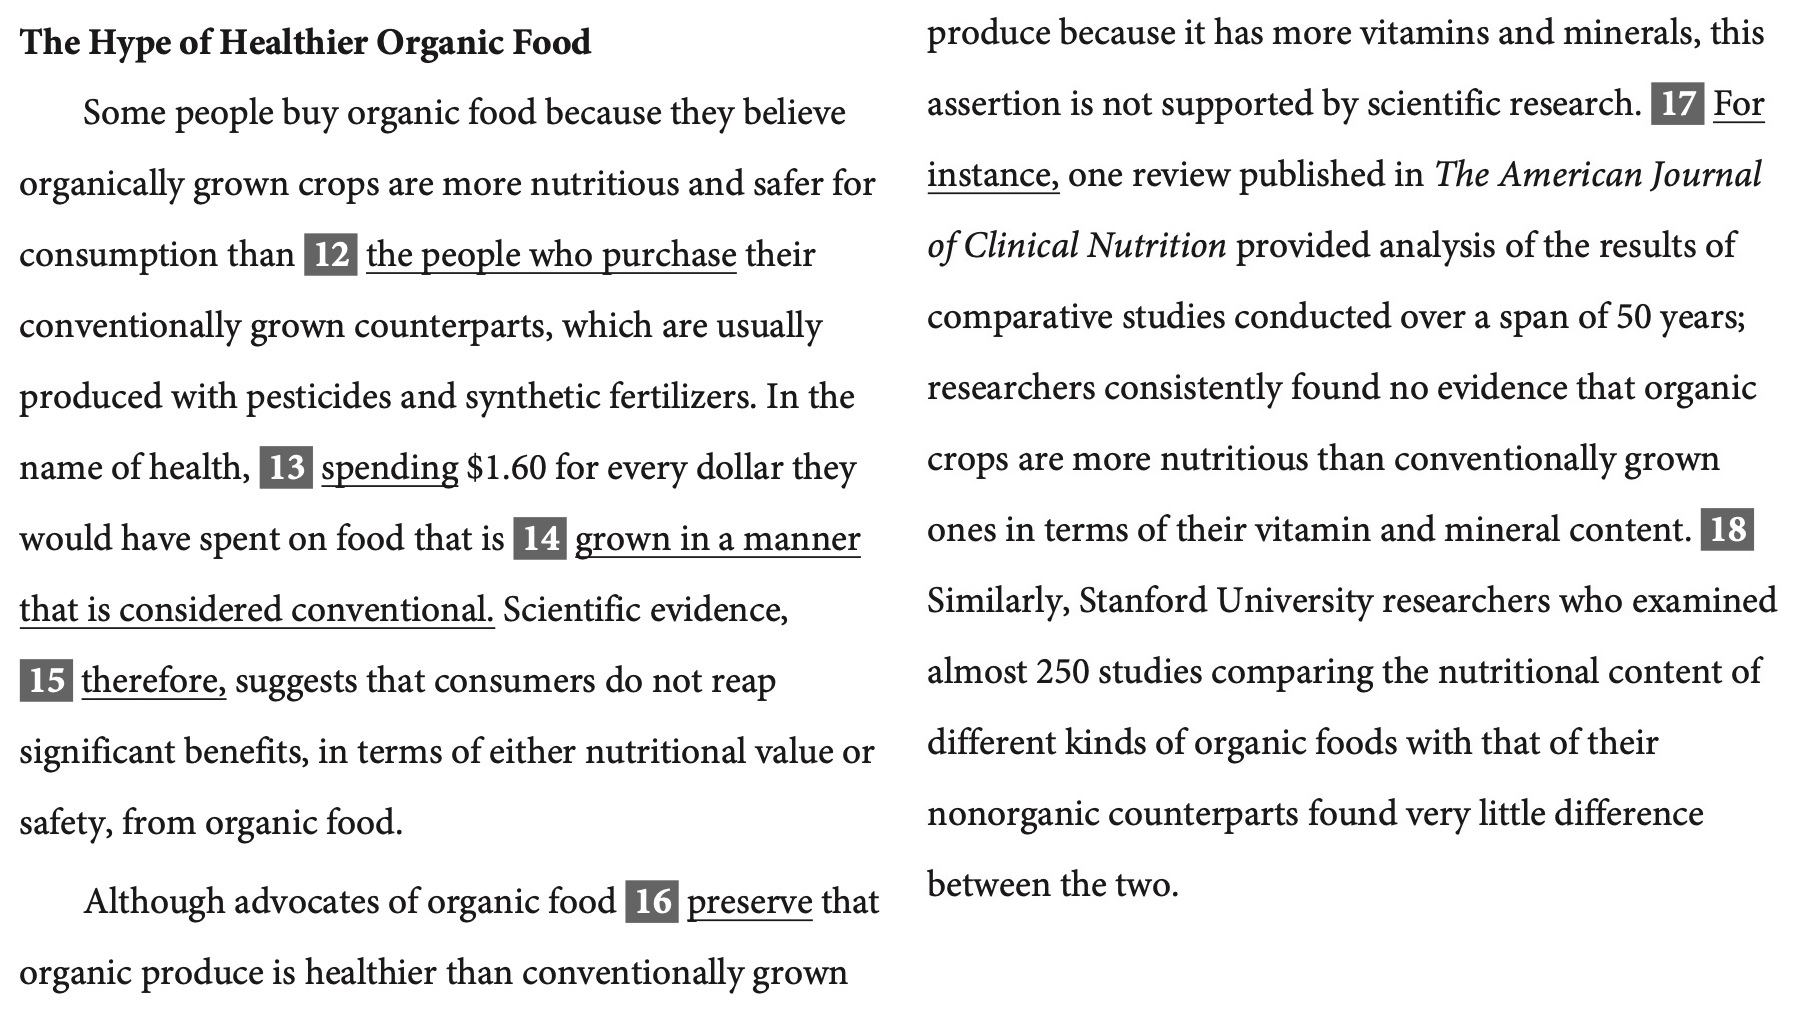 The Hype of Healthier Organic Food
Some people buy organic food because they believe
organically grown crops are more nutritious and safer for
consumption than 12 the people who purchase their
conventionally grown counterparts, which are usually
produced with pesticides and synthetic fertilizers. In the
name of health, 13 spending $1.60 for every dollar they
would have spent on food that is 14 grown in a manner
that is considered conventional. Scientific evidence,
15 therefore, suggests that consumers do not reap
significant benefits, in terms of either nutritional value or
safety, from organic food.
Although advocates of organic food 16 preserve that
organic produce is healthier than conventionally grown
produce because it has more vitamins and minerals, this
assertion is not supported by scientific research. 17 For
instance, one review published in The American Journal
of Clinical Nutrition provided analysis of the results of
comparative studies conducted over a span of 50 years;
researchers consistently found no evidence that organic
crops are more nutritious than conventionally grown
ones in terms of their vitamin and mineral content. 18
Similarly, Stanford University researchers who examined
almost 250 studies comparing the nutritional content of
different kinds of organic foods with that of their
nonorganic counterparts found very little difference
between the two.